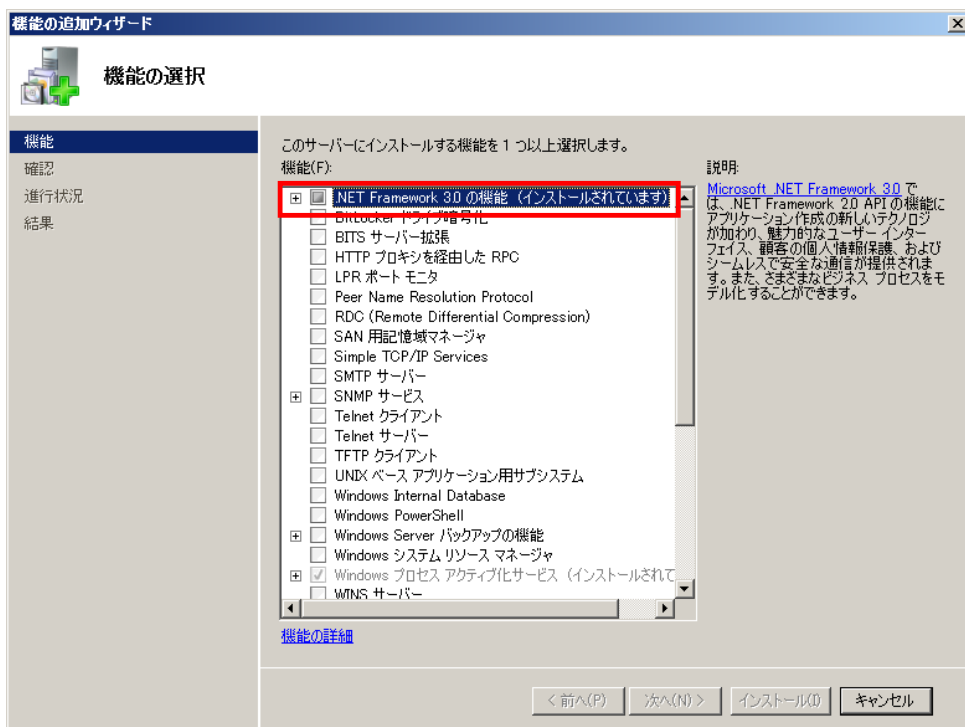 機能の追加ウィザード
機能の選択
機能
確認
進行状況
結果
このサーバーにインストールする機能を 1 つ以上選択します。
機能(F):
.NET Framework 3.0 の機能 (インストールされています)
BitLocker ドライブ暗号化
BITS サーバー拡張
HTTP プロキシを経由した RPC
LPR ポート モニタ
Peer Name Resolution Protocol
RDC (Remote Differential Compression)
SAN 用記憶域マネージャ
Simple TCP/IP Services
SMTP サーバー
SNMP サービス
Telnet クライアント
Telnet サーバー
TFTP クライアント
UNIX ベース アプリケーション用サブシステム
Windows Internal Database
Windows PowerShell
Windows Server バックアップの機能
Windows システム リソース マネージャ
Windows プロセス アクティブ化サービス (インストールされて
WINS サーバー
機能の詳細
説明:
Microsoft .NET Framework 3.0 で
は、.NET Framework 2.0 API の機能に
アプリケーション作成の新しいテクノロジ
が加わり、魅力的なユーザー インター
フェイス、顧客の個人情報保護、および
シームレスで安全な通信が提供されま
す。また、さまざまなビジネス プロセスをモ
デル化することができます。
< 前へ(P)
次へ(N) >
インストール(I)
キャンセル